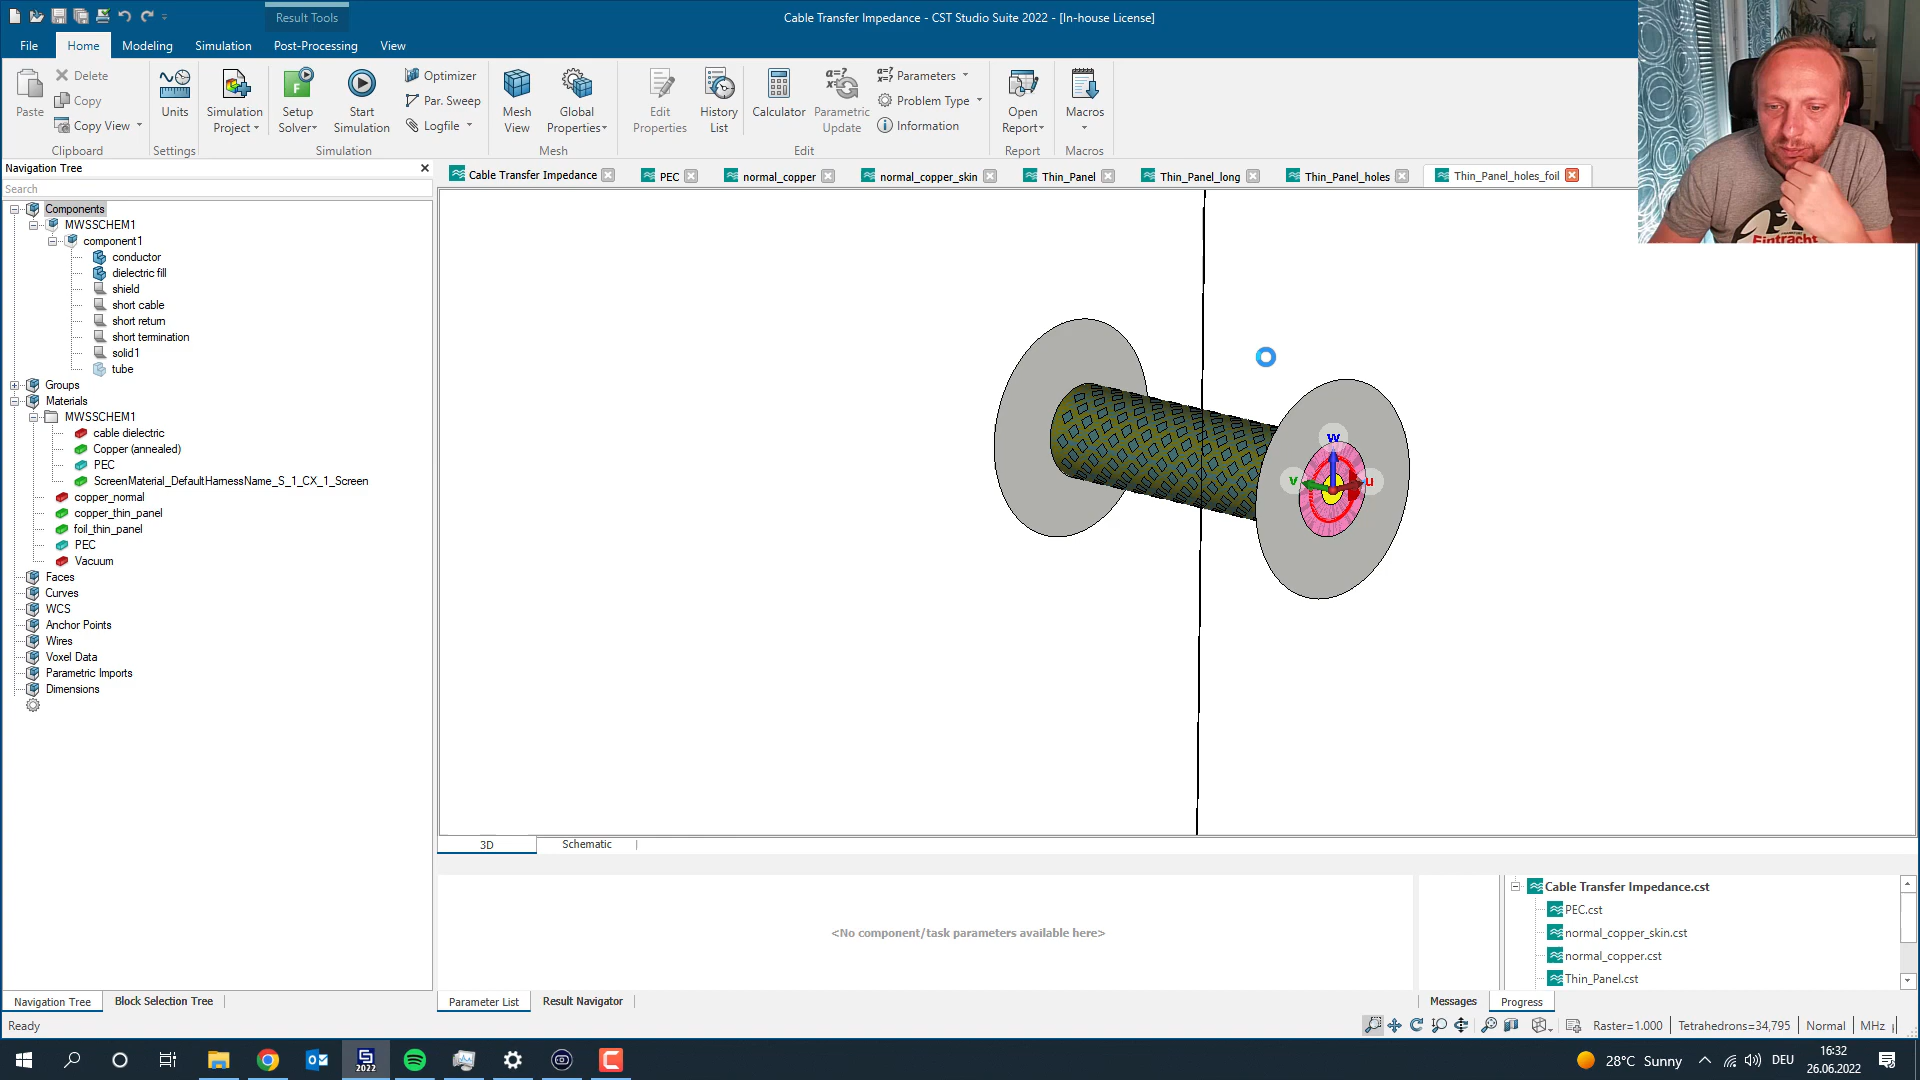 Result Tools
Cable Transfer Impedance - CST Studio Suite 2022 - [In-house License]
File
Home
Modeling
Simulation
Post-Processing
View
Paste
Delete
Copy
Copy View
Clipboard
Units
Settings
Simulation
Project
Setup
Solver
Start
Simulation
Optimizer
Par. Sweep
Logfile
Simulation
Mesh
View
Global
Properties
Mesh
Edit
Properties
History
List
Calculator
Parametric
Update
Parameters
Problem Type
Information
Edit
Open
Report
Report
Macros
Macros
Navigation Tree
Search
Components
MWSSCHEM1
component1
conductor
dielectric fill
shield
short cable
short return
short termination
solid1
tube
Groups
Materials
MWSSCHEM1
cable dielectric
Copper (annealed)
PEC
ScreenMaterial_DefaultHarnessName_S_1_CX_1_Screen
copper_normal
copper_thin_panel
foil_thin_panel
PEC
Vacuum
Faces
Curves
WCS
Anchor Points
Wires
Voxel Data
Parametric Imports
Dimensions
Cable Transfer Impedance
PEC
normal_copper
normal_copper_skin
Thin_Panel
Thin_Panel_long
Thin_Panel_holes
Thin_Panel_holes_foil
Eintracht
w
v
u
3D
Schematic
<No component/task parameters available here>
Cable Transfer Impedance.cst
PEC.cst
normal_copper_skin.cst
normal_copper.cst
Thin_Panel.cst
Navigation Tree
Block Selection Tree
Parameter List
Result Navigator
Messages
Progress
Ready
Raster=1.000
Tetrahedrons=34,795
Normal
MHz
2022
28°C Sunny
DEU
16:32
26.06.2022